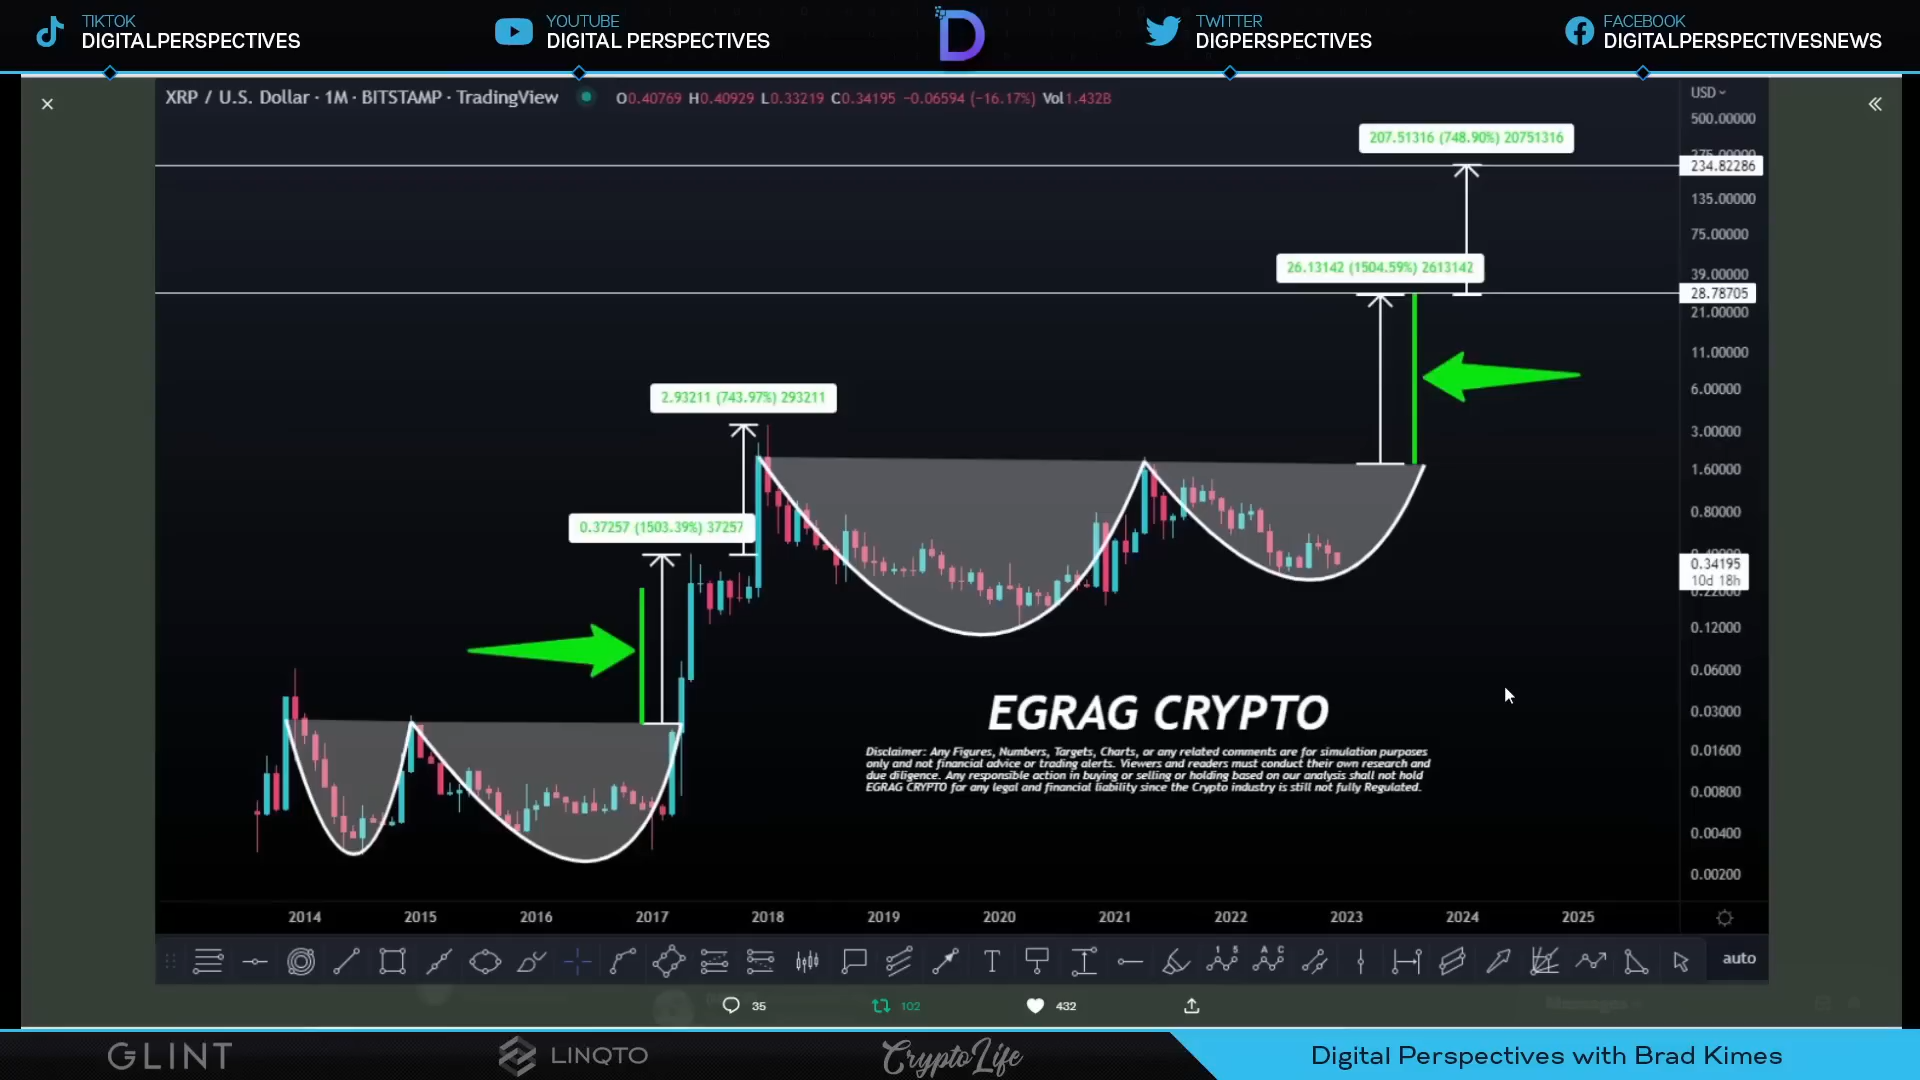 TIKTOK
DIGITALPERSPECTIVES
YOUTUBE
DIGITAL PERSPECTIVES
D
TWITTER
DIGPERSPECTIVES
FACEBOOK
DIGITALPERSPECTIVESNEWS
XRP / U.S. Dollar · 1M · BITSTAMP · TradingView
O0.40769 H0.40929 L0.33219 C0.34195 −0.06594 (−16.17%) Vol1.432B
USD
500.00000
207.51316 (748.90%) 20751316
275.00000
234.82286
135.00000
75.00000
26.13142 (1504.59%) 2613142
39.00000
28.78705
21.00000
11.00000
6.00000
2.93211 (743.97%) 293211
3.00000
1.60000
0.37257 (1503.39%) 37257
0.80000
0.34195
10d 18h
0.22000
0.12000
0.06000
0.03000
0.01600
0.00800
0.00400
0.00200
EGRAG CRYPTO
Disclaimer: Any Figures, Numbers, Targets, Charts, or any related comments are for simulation purposes
only and not financial advice or trading alerts. Viewers and readers must conduct their own research and
due diligence. Any responsible action in buying or selling or holding based on our analysis shall not hold
EGRAG CRYPTO for any legal and financial liability since the Crypto industry is still not fully Regulated.
2014 2015 2016 2017 2018 2019 2020 2021 2022 2023 2024 2025
auto
35 102 432
GLINT
LINQTO
CryptoLife
Digital Perspectives with Brad Kimes